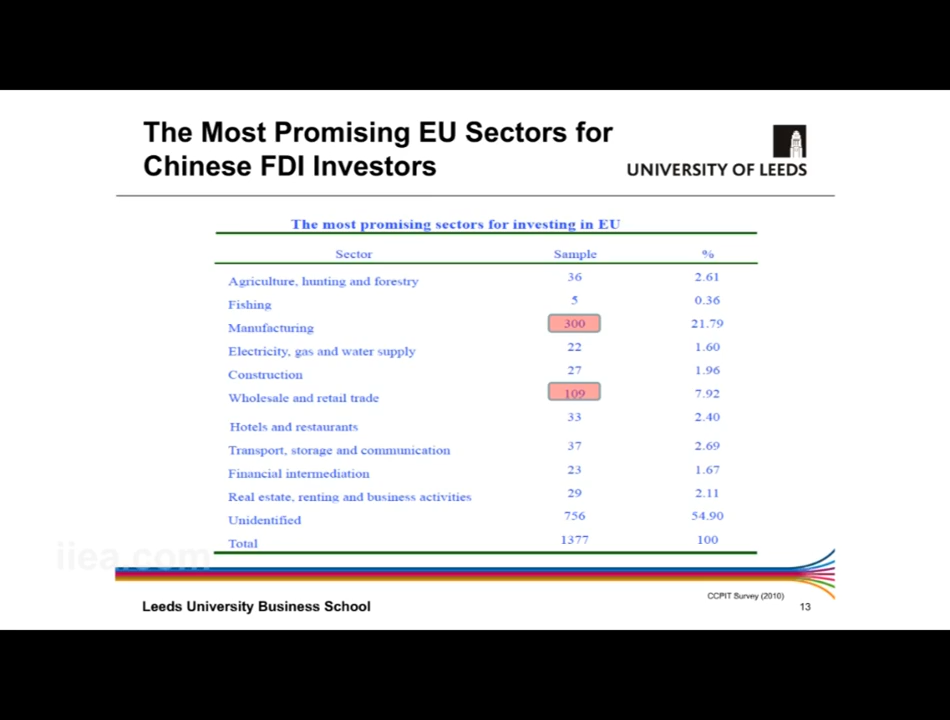 The Most Promising EU Sectors for
Chinese FDI Investors
UNIVERSITY OF LEEDS
The most promising sectors for investing in EU
Sector Sample %
Agriculture, hunting and forestry 36 2.61
Fishing 5 0.36
Manufacturing 300 21.79
Electricity, gas and water supply 22 1.60
Construction 27 1.96
Wholesale and retail trade 109 7.92
Hotels and restaurants 33 2.40
Transport, storage and communication 37 2.69
Financial intermediation 23 1.67
Real estate, renting and business activities 29 2.11
Unidentified 756 54.90
Total 1377 100
iiea.com
CCPIT Survey (2010)
Leeds University Business School 13